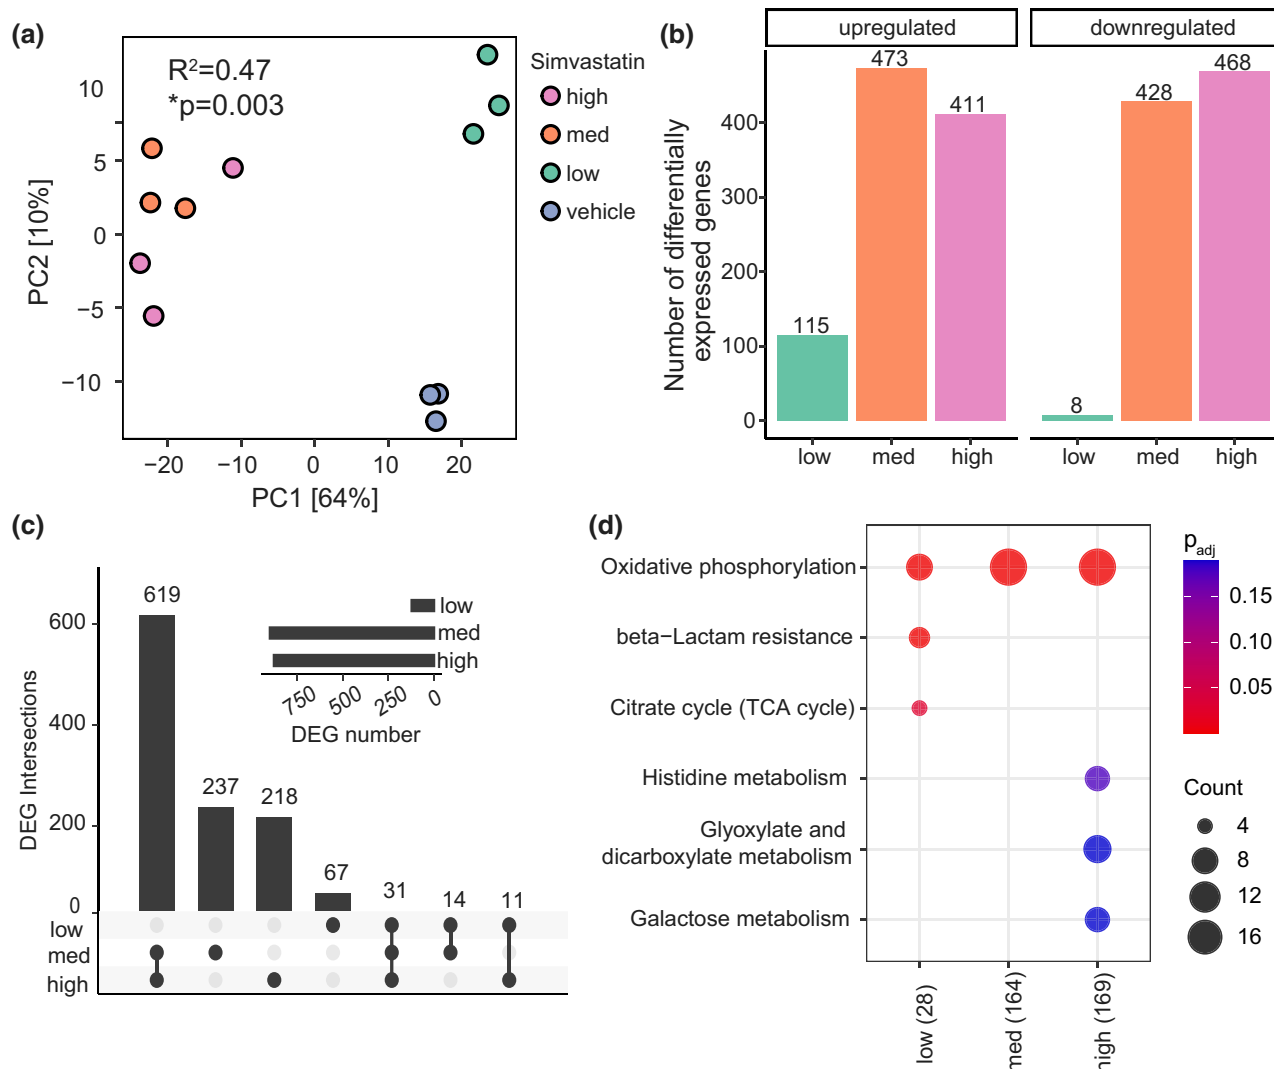 (a)
R²=0.47
*p=0.003
10
5
0
−5
−10
PC2 [10%]
−20
−10
0
10
20
PC1 [64%]
Simvastatin
high
med
low
vehicle
(b)
upregulated
downregulated
Number of differentially
expressed genes
400
300
200
100
0
115
473
411
8
428
468
low
med
high
low
med
high
(c)
DEG Intersections
600
400
200
0
619
237
218
67
31
14
11
low
med
high
750
500
250
0
DEG number
low
med
high
(d)
Oxidative phosphorylation
beta−Lactam resistance
Citrate cycle (TCA cycle)
Histidine metabolism
Glyoxylate and
dicarboxylate metabolism
Galactose metabolism
low (28)
med (164)
high (169)
p adj
0.15
0.10
0.05
Count
4
8
12
16